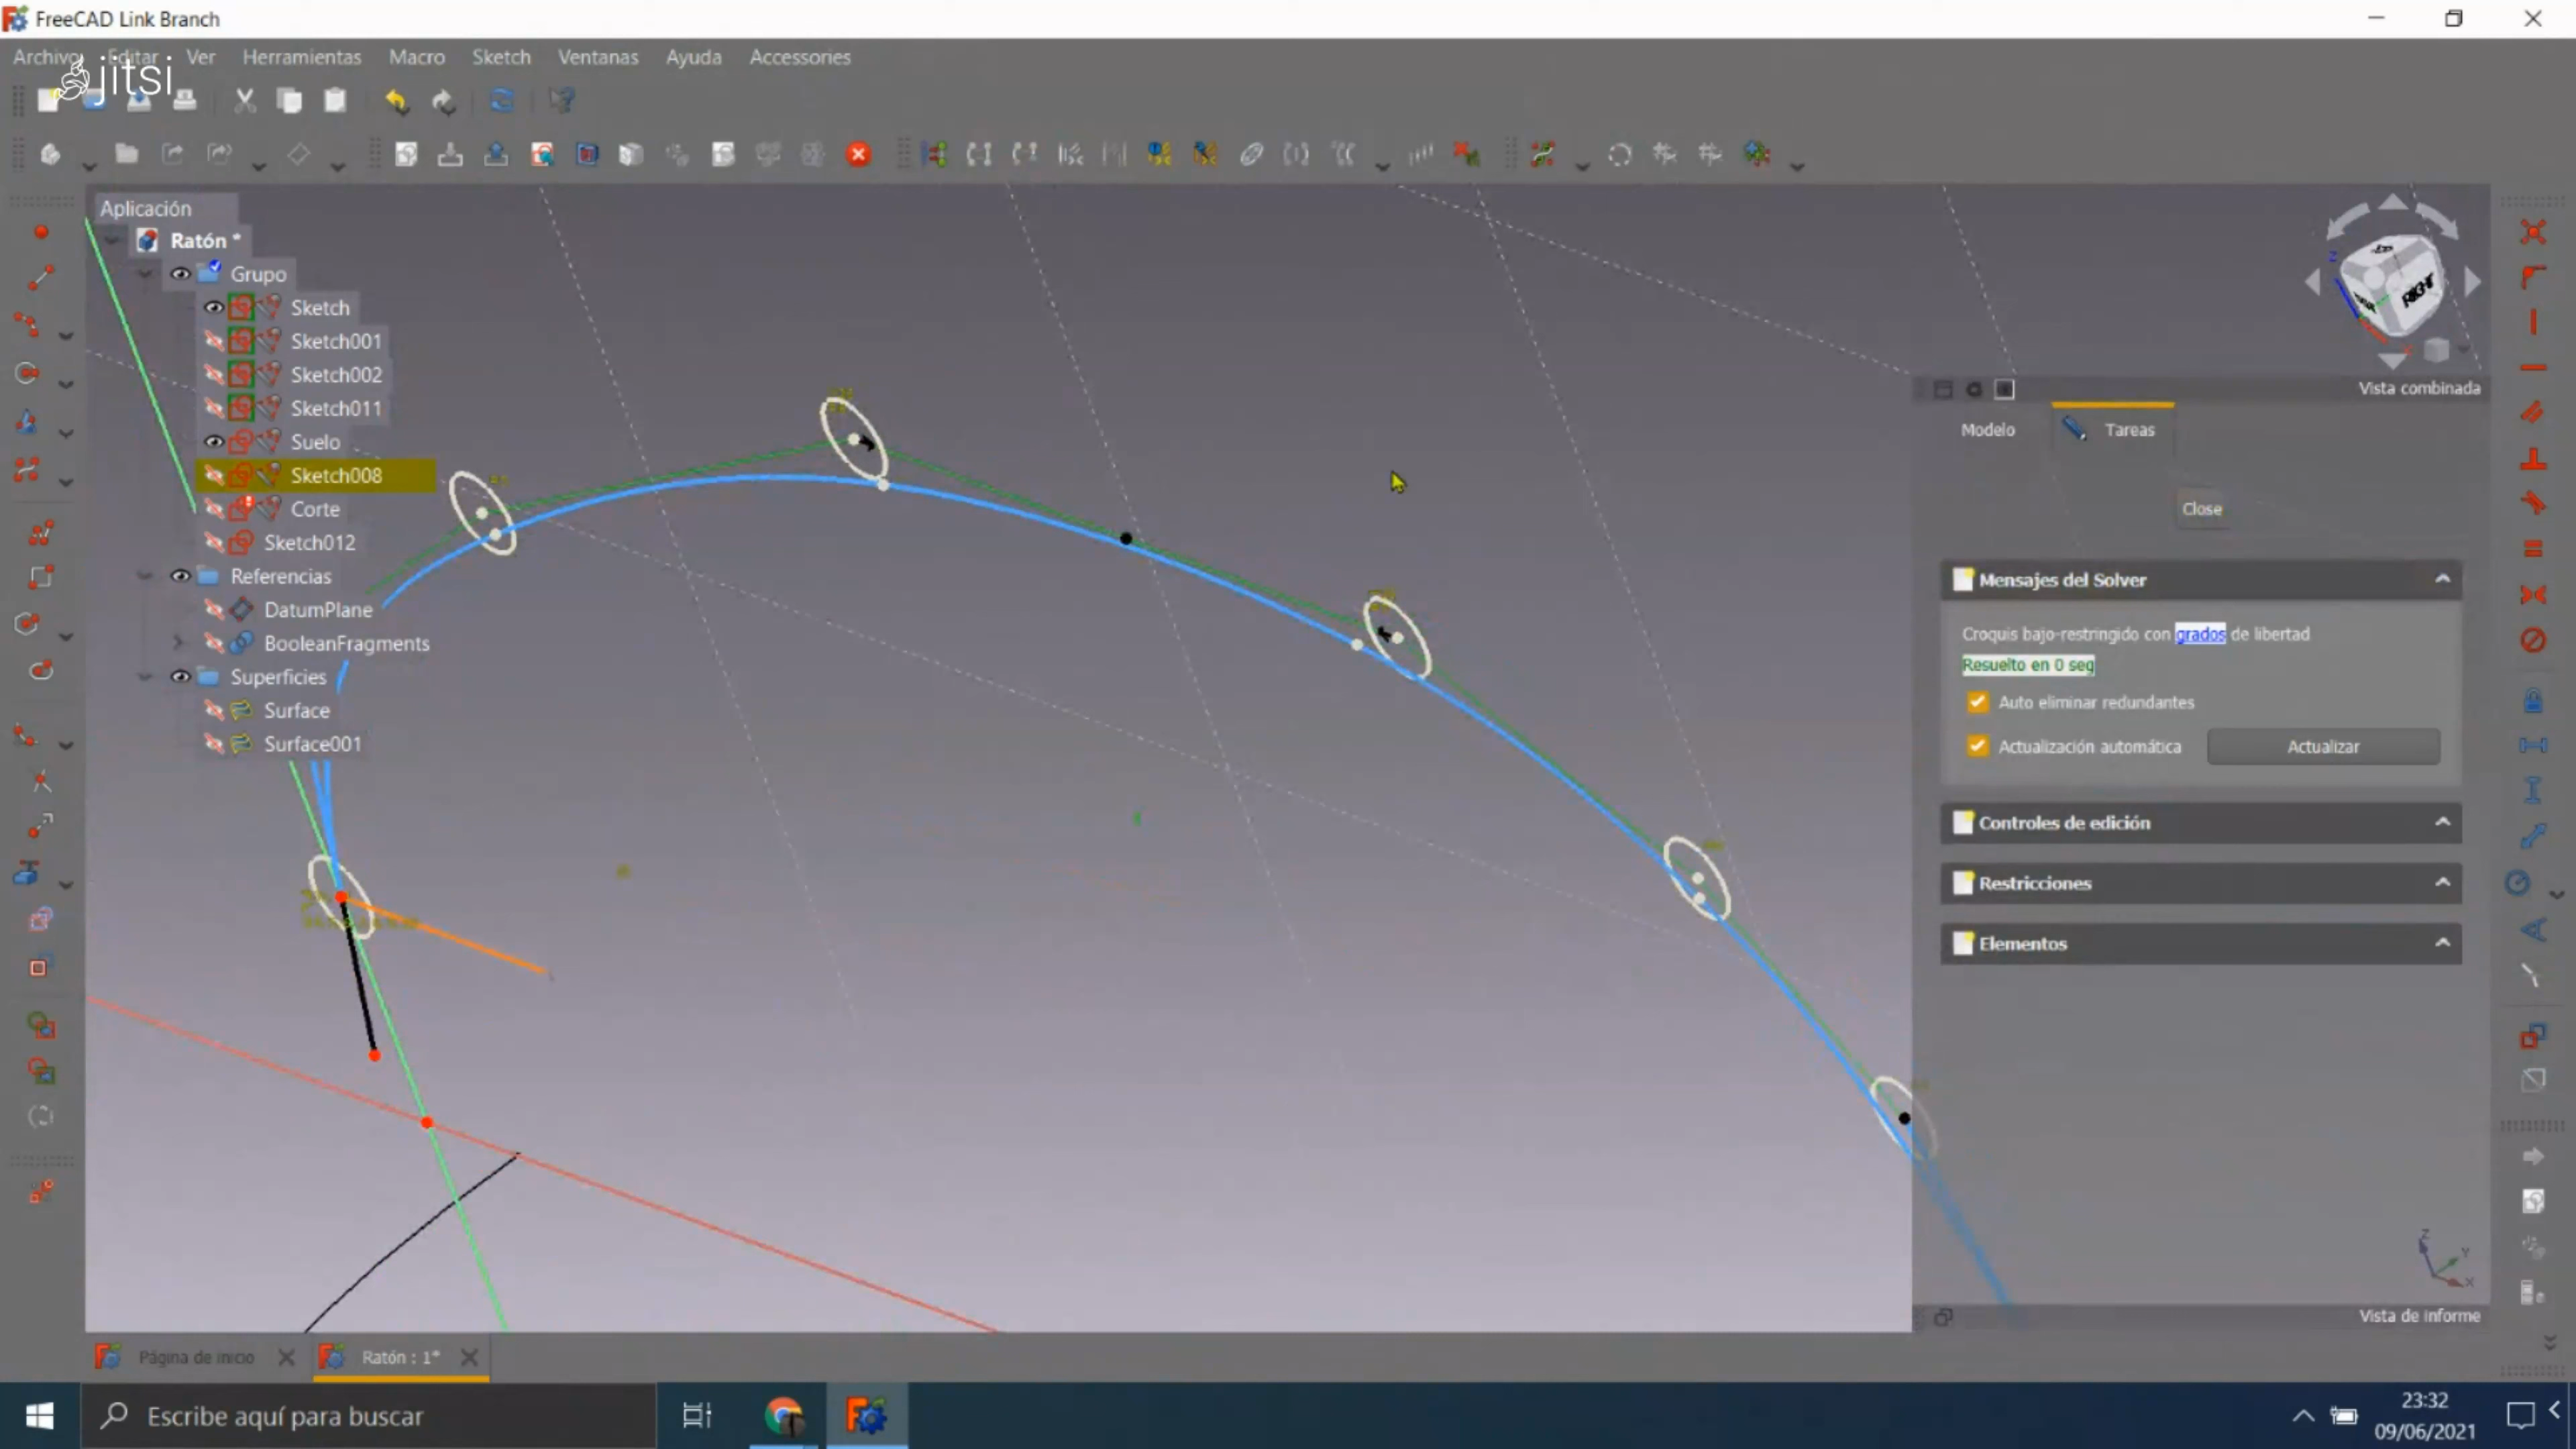 FreeCAD Link Branch
Archivo Editar Ver Herramientas Macro Sketch Ventanas Ayuda Accessories
jitsi
Aplicación
Ratón *
Grupo
Sketch
Sketch001
Sketch002
Sketch011
Suelo
Sketch008
Corte
Sketch012
Referencias
DatumPlane
BooleanFragments
Superficies
Surface
Surface001
RIGHT
Vista combinada
Modelo
Tareas
Close
Mensajes del Solver
Croquis bajo-restringido con grados de libertad
Resuelto en 0 seg
Auto eliminar redundantes
Actualización automática
Actualizar
Controles de edición
Restricciones
Elementos
Z
Y
X
Vista de informe
Página de inicio
Ratón : 1*
Escribe aquí para buscar
23:32
09/06/2021